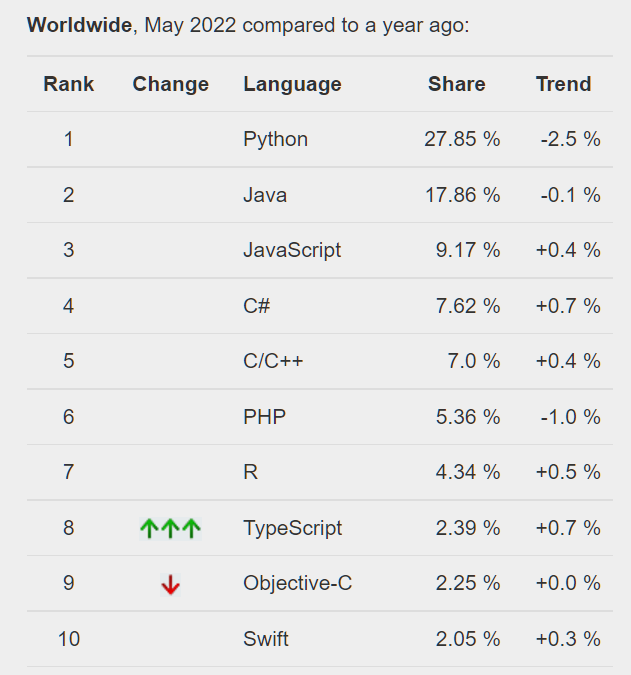 Worldwide, May 2022 compared to a year ago:
Rank Change Language Share Trend
1 Python 27.85 % -2.5 %
2 Java 17.86 % -0.1 %
3 JavaScript 9.17 % +0.4 %
4 C# 7.62 % +0.7 %
5 C/C++ 7.0 % +0.4 %
6 PHP 5.36 % -1.0 %
7 R 4.34 % +0.5 %
8 ↑↑↑ TypeScript 2.39 % +0.7 %
9 ↓ Objective-C 2.25 % +0.0 %
10 Swift 2.05 % +0.3 %